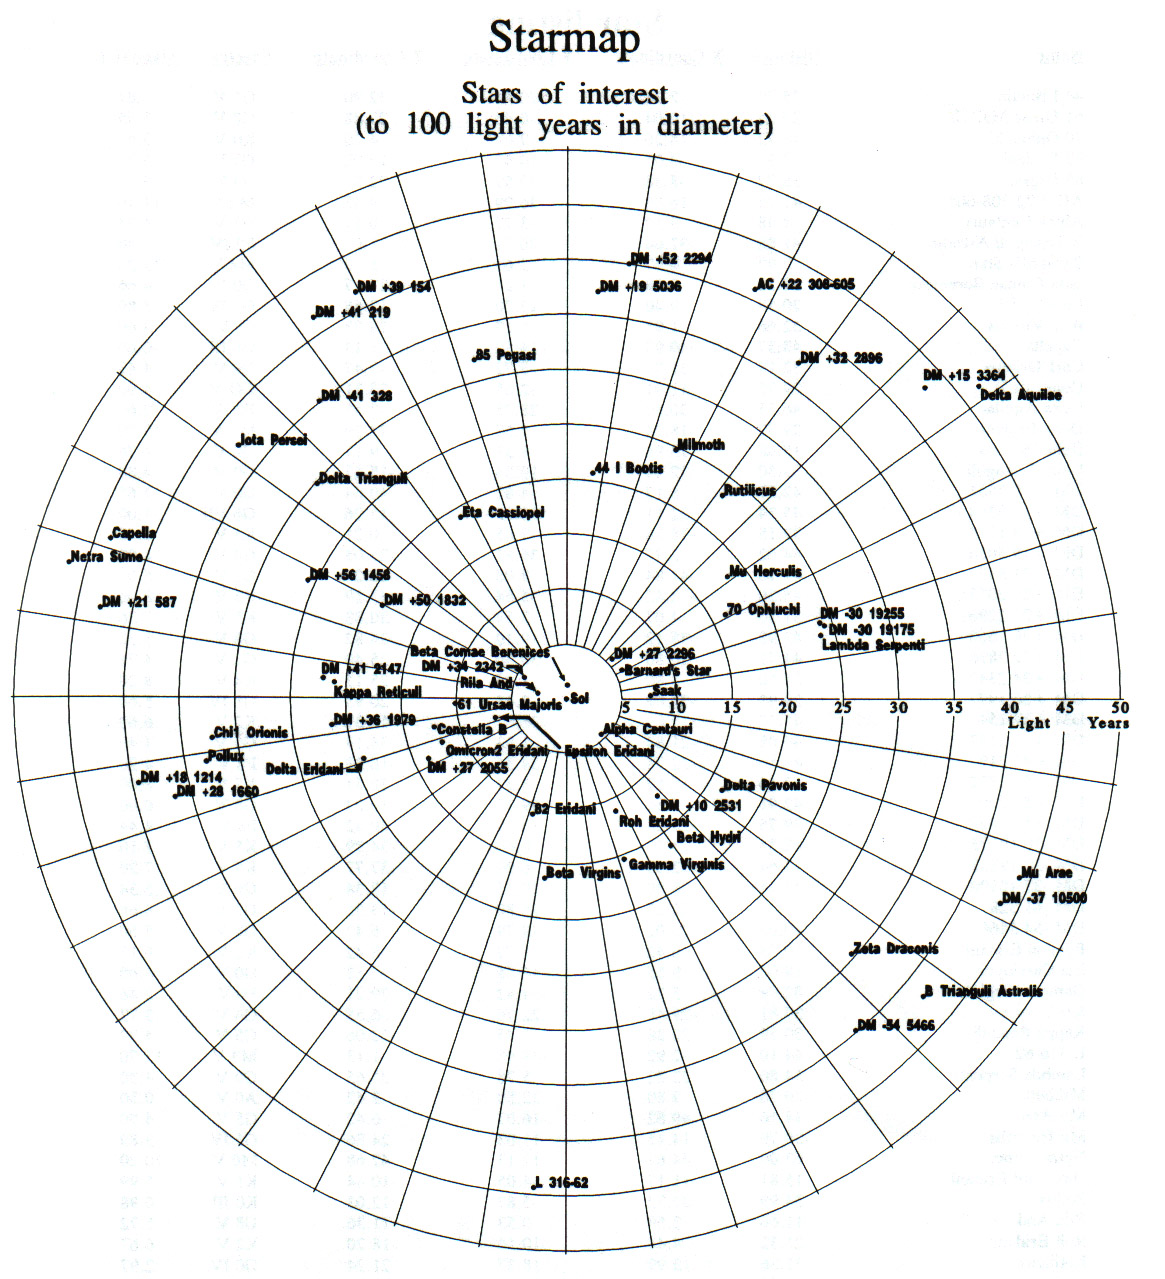 Starmap
Stars of interest
(to 100 light years in diameter)
DM +52 2294
DM +39 154
DM +19 5036
AC +22 308-605
DM +41 219
85 Pegasi
DM +32 2896
DM +15 3364
Delta Aquilae
DM -41 328
Iota Persei
Milmoth
44 I Bootis
Delta Trianguli
Rutilicus
Eta Cassiopei
Capella
Netra Sumo
DM +56 1458
Mu Herculis
DM +21 587
DM +50 1832
70 Ophiuchi
DM -30 19255
DM -30 19175
Lambda Serpenti
Beta Comae Berenices
DM +27 2296
DM +34 2342
DM +41 2147
Barnard's Star
Rila And
Kappa Reticuli
Saak
Sol
61 Ursae Majoris
5 10 15 20 25 30 35 40 45 50
Light Years
DM +36 1979
Constella B
Alpha Centauri
Chi1 Orionis
Omicron2 Eridani
Epsilon Eridani
Pollux
Delta Eridani
DM +27 2055
DM +18 1214
DM +28 1660
Delta Pavonis
82 Eridani
DM +10 2531
Roh Eridani
Beta Hydri
Gamma Virginis
Beta Virgins
Mu Arae
DM -37 10500
Zeta Draconis
B Trianguli Astralis
DM -54 5466
L 316-62